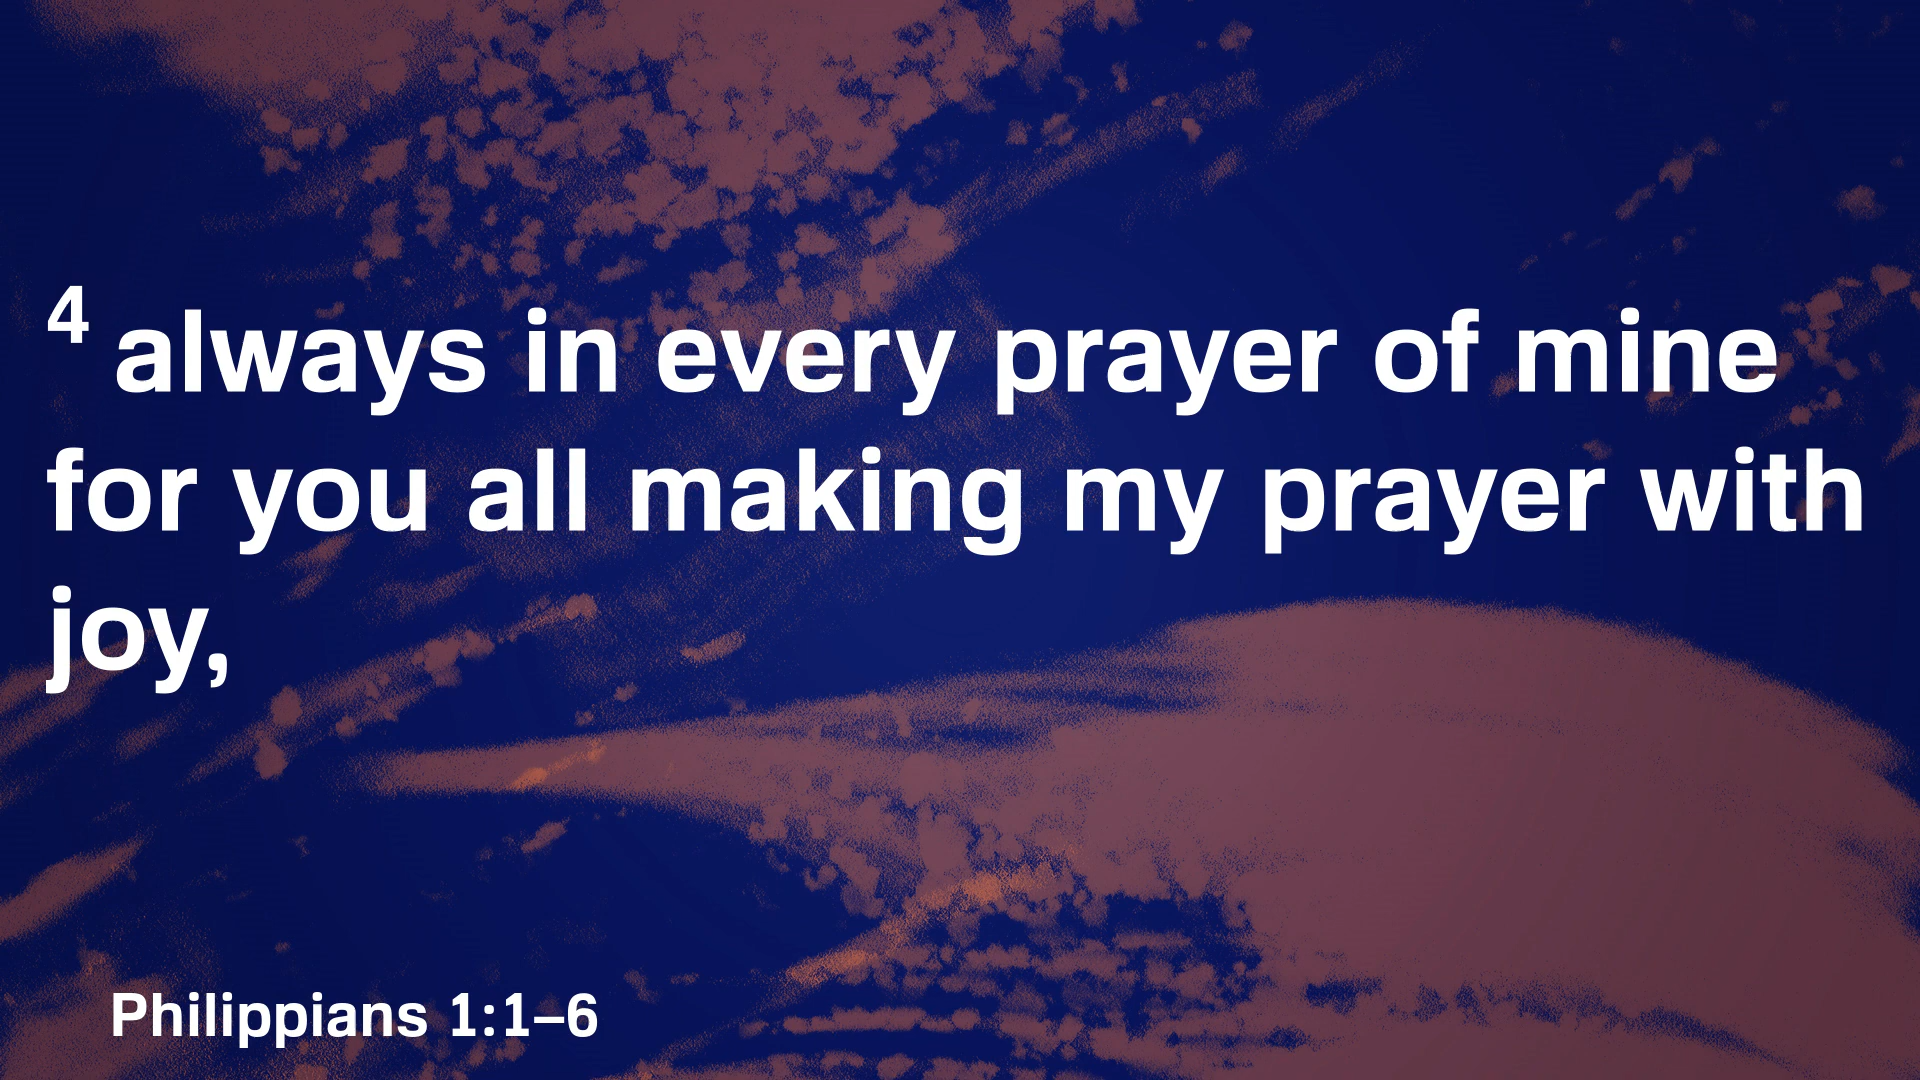 4 always in every prayer of mine
for you all making my prayer with
joy,
Philippians 1:1–6